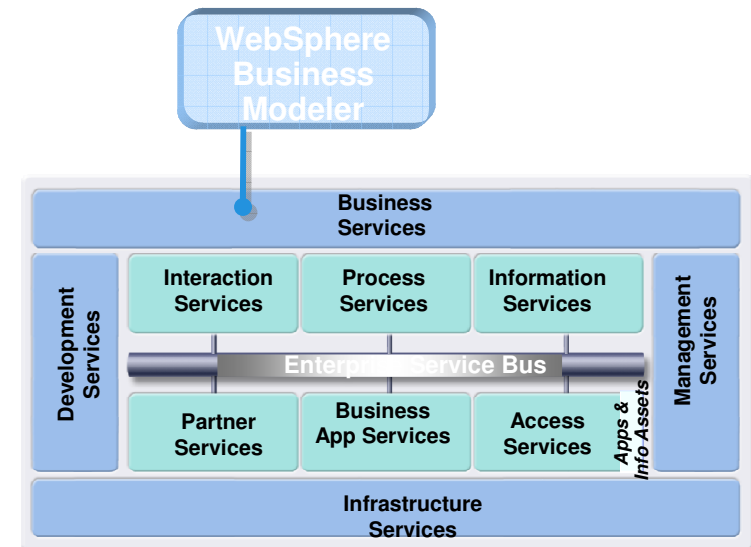 WebSphere
Business
Modeler
Business
Services
Development
Services
Interaction
Services
Process
Services
Information
Services
Management
Services
Enterprise Service Bus
Partner
Services
Business
App Services
Access
Services
Apps &
Info Assets
Infrastructure
Services